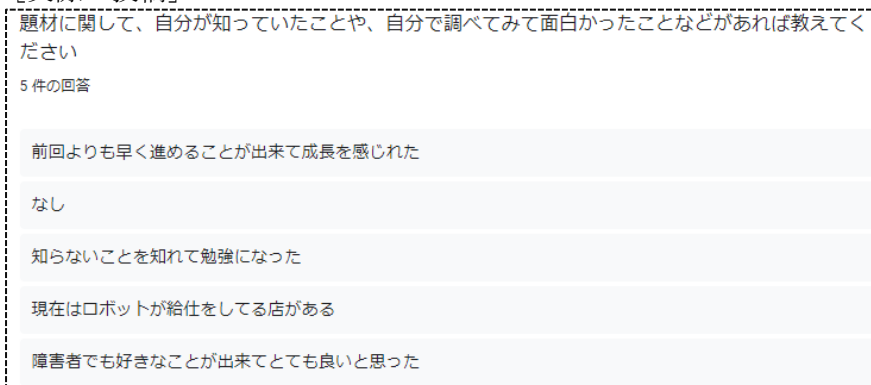 題材に関して、自分が知っていたことや、自分で調べてみて面白かったことなどがあれば教えてく
ださい
5 件の回答
前回よりも早く進めることが出来て成長を感じれた
なし
知らないことを知れて勉強になった
現在はロボットが給仕をしてる店がある
障害者でも好きなことが出来てとても良いと思った